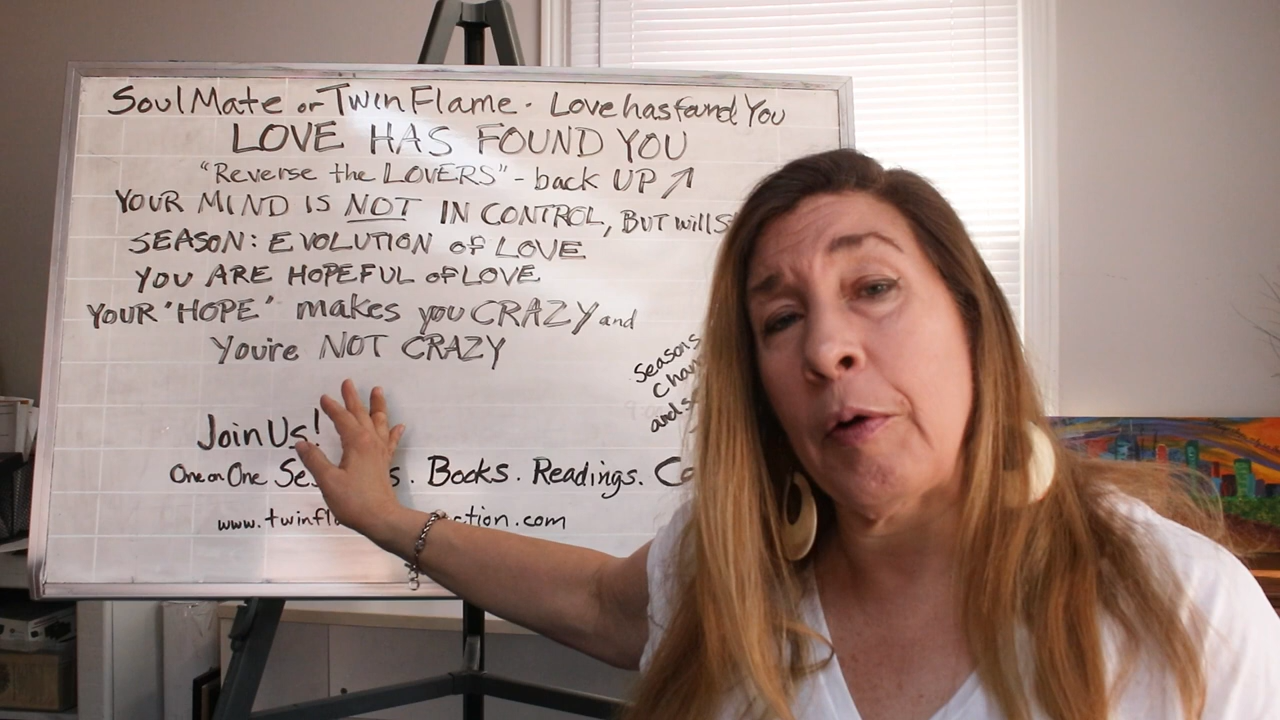 SoulMate or TwinFlame. Love has found You
LOVE HAS FOUND YOU
"Reverse the LOVERS" - back UP ↗
YOUR MIND IS NOT IN CONTROL, BUT will
SEASON: EVOLUTION of LOVE
YOU ARE HOPEFUL of LOVE
YOUR "HOPE" makes you CRAZY and
You're NOT CRAZY
Seasons
Join Us!
One on One . Books . Readings.